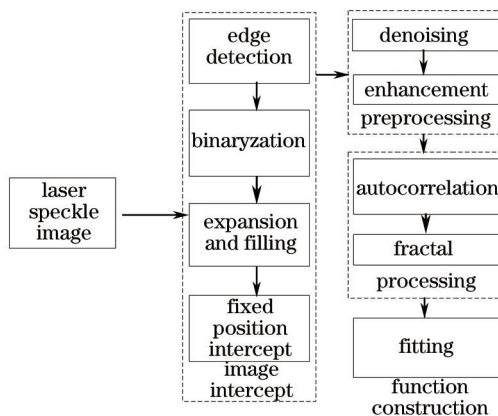 laser
speckle
image
edge
detection
binaryzation
expansion
and filling
fixed
position
intercept
image
intercept
denoising
enhancement
preprocessing
autocorrelation
fractal
processing
fitting
function
construction